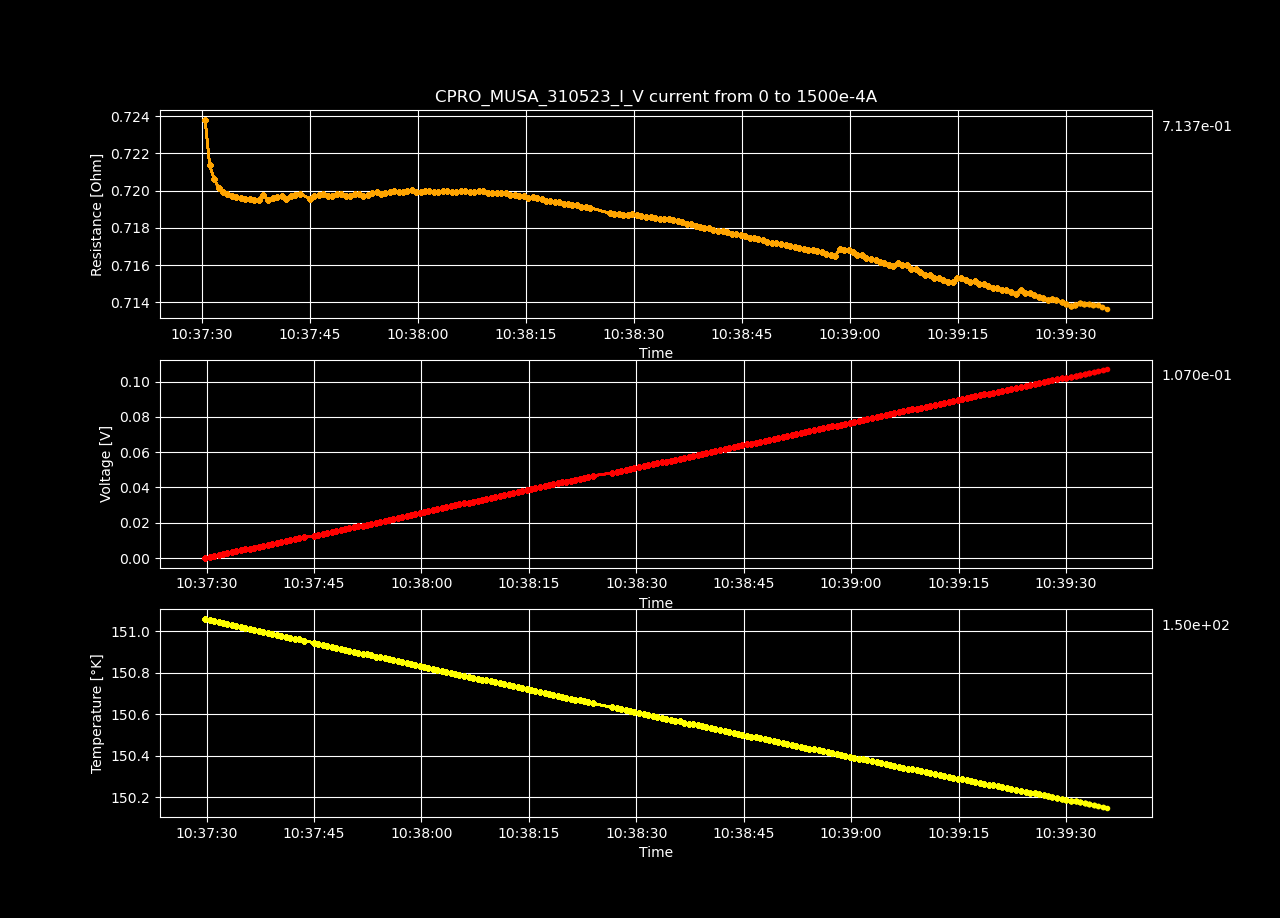 CPRO_MUSA_310523_I_V current from 0 to 1500e-4A
7.137e-01
Resistance [Ohm]
0.724
0.722
0.720
0.718
0.716
0.714
10:37:30 10:37:45 10:38:00 10:38:15 10:38:30 10:38:45 10:39:00 10:39:15 10:39:30
Time
1.070e-01
Voltage [V]
0.10
0.08
0.06
0.04
0.02
0.00
10:37:30 10:37:45 10:38:00 10:38:15 10:38:30 10:38:45 10:39:00 10:39:15 10:39:30
Time
1.50e+02
Temperature [°K]
151.0
150.8
150.6
150.4
150.2
10:37:30 10:37:45 10:38:00 10:38:15 10:38:30 10:38:45 10:39:00 10:39:15 10:39:30
Time